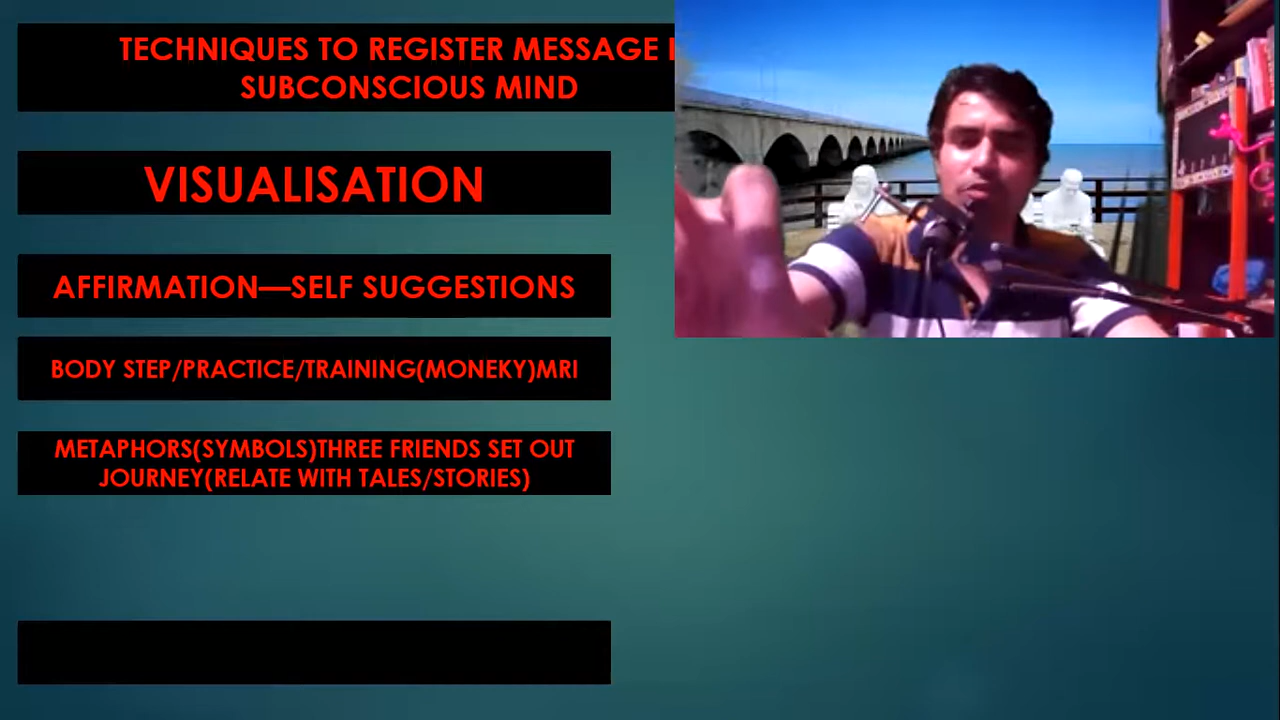 TECHNIQUES TO REGISTER MESSAGE
SUBCONSCIOUS MIND
VISUALISATION
AFFIRMATION—SELF SUGGESTIONS
BODY STEP/PRACTICE/TRAINING(MONEKY)MRI
METAPHORS(SYMBOLS)THREE FRIENDS SET OUT
JOURNEY(RELATE WITH TALES/STORIES)